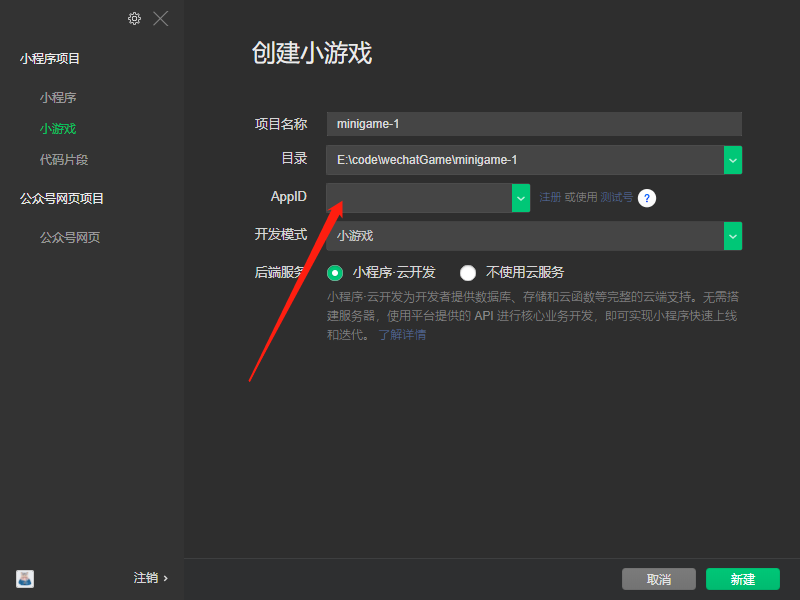 小程序项目
小程序
小游戏
代码片段
公众号网页项目
公众号网页
注销 ›
创建小游戏
项目名称 minigame-1
目录 E:\code\wechatGame\minigame-1
AppID 注册 或使用 测试号 ?
开发模式 小游戏
后端服务 小程序·云开发 不使用云服务
小程序·云开发为开发者提供数据库、存储和云函数等完整的云端支持。无需搭
建服务器，使用平台提供的 API 进行核心业务开发，即可实现小程序快速上线
和迭代。 了解详情
取消 新建